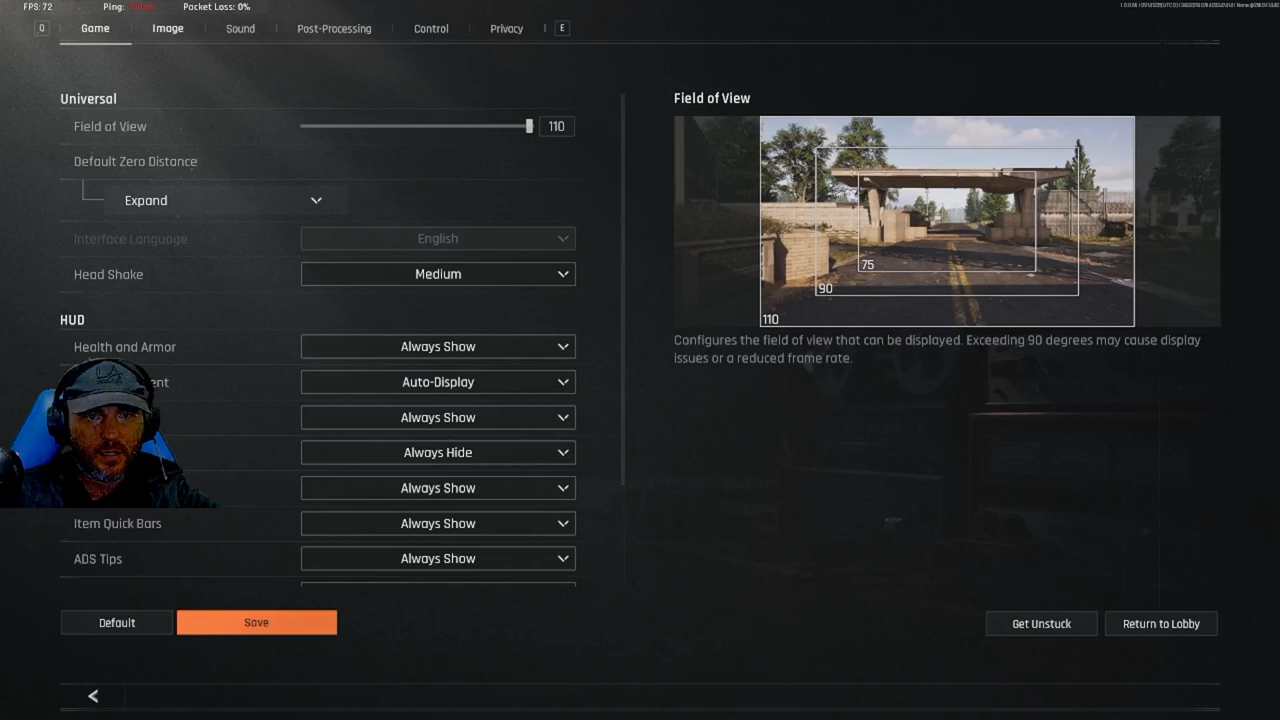 FPS: 72 Ping: Packet Loss: 0%
Q Game Image Sound Post-Processing Control Privacy E
Universal
Field of View 110
Default Zero Distance
Expand
Interface Language English
Head Shake Medium
HUD
Health and Armor Always Show
Auto-Display
Always Show
Always Hide
Always Show
Item Quick Bars Always Show
ADS Tips Always Show
Default Save
Field of View
75
90
110
Configures the field of view that can be displayed. Exceeding 90 degrees may cause display
issues or a reduced frame rate.
Get Unstuck Return to Lobby